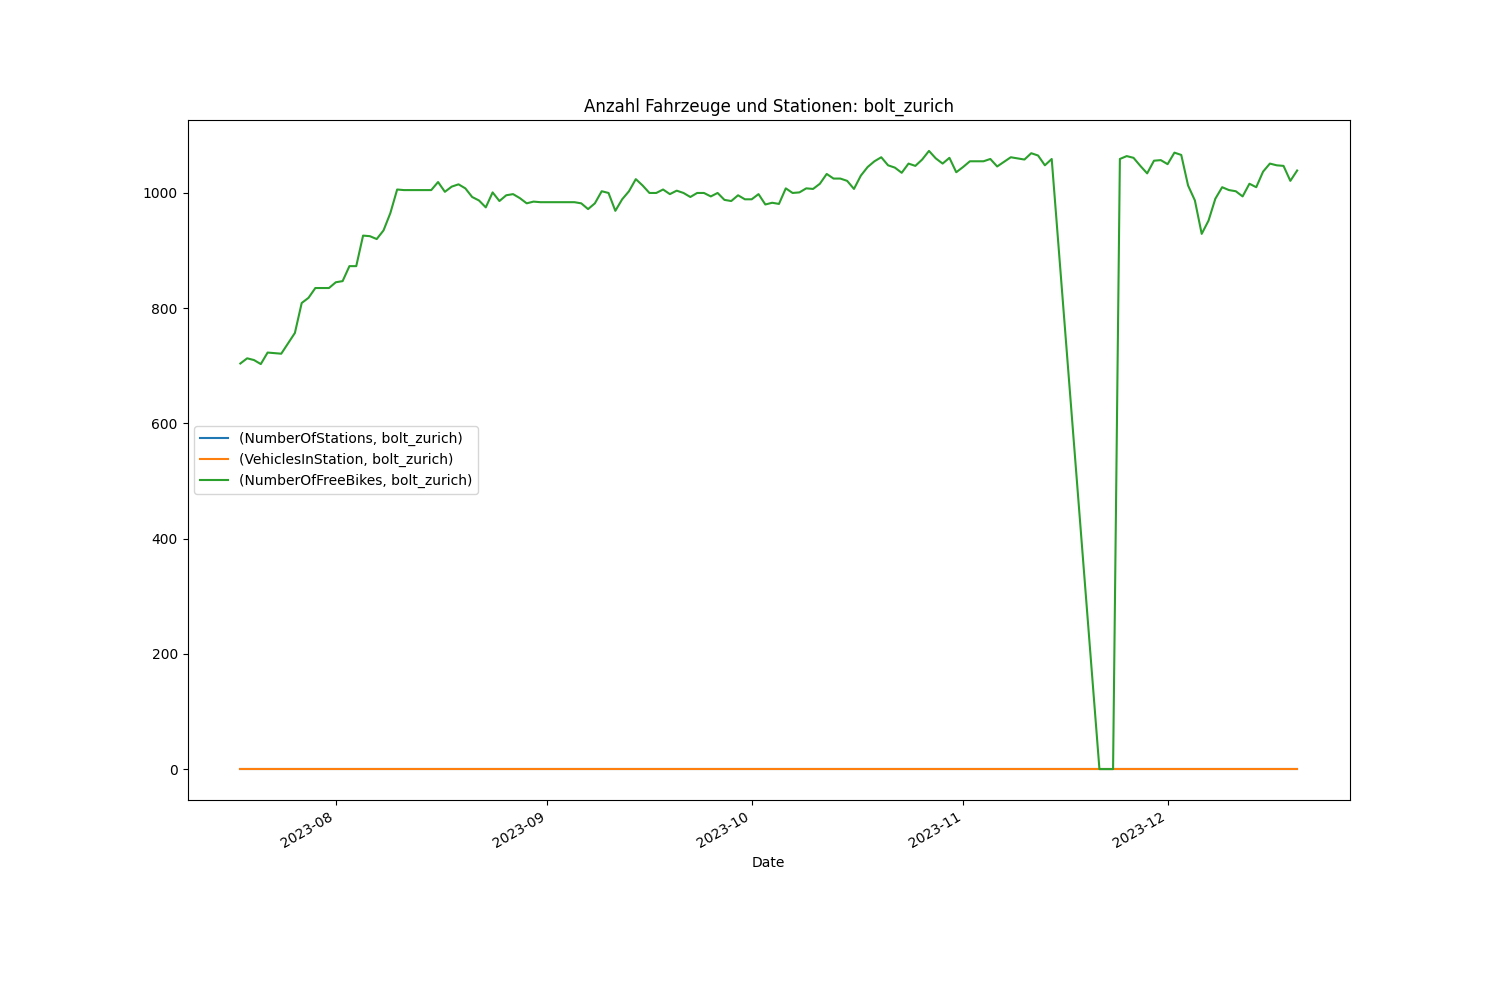 Anzahl Fahrzeuge und Stationen: bolt_zurich
1000
800
600
400
200
0
(NumberOfStations, bolt_zurich)
(VehiclesInStation, bolt_zurich)
(NumberOfFreeBikes, bolt_zurich)
2023-08
2023-09
2023-10
2023-11
2023-12
Date